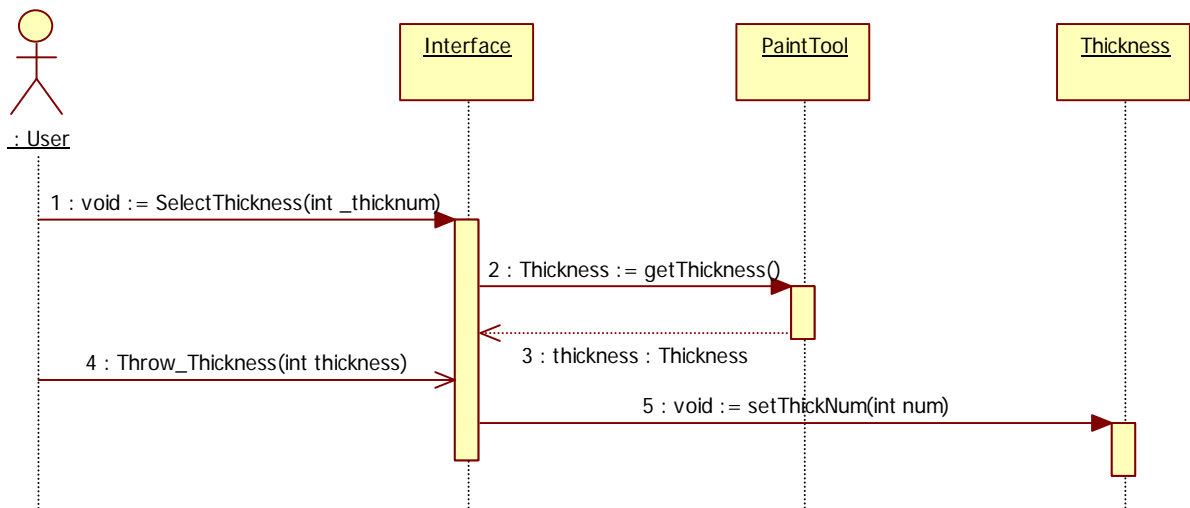 Interface
PaintTool
Thickness
: User
1 : void := SelectThickness(int _thicknum)
2 : Thickness := getThickness()
3 : thickness : Thickness
4 : Throw_Thickness(int thickness)
5 : void := setThickNum(int num)